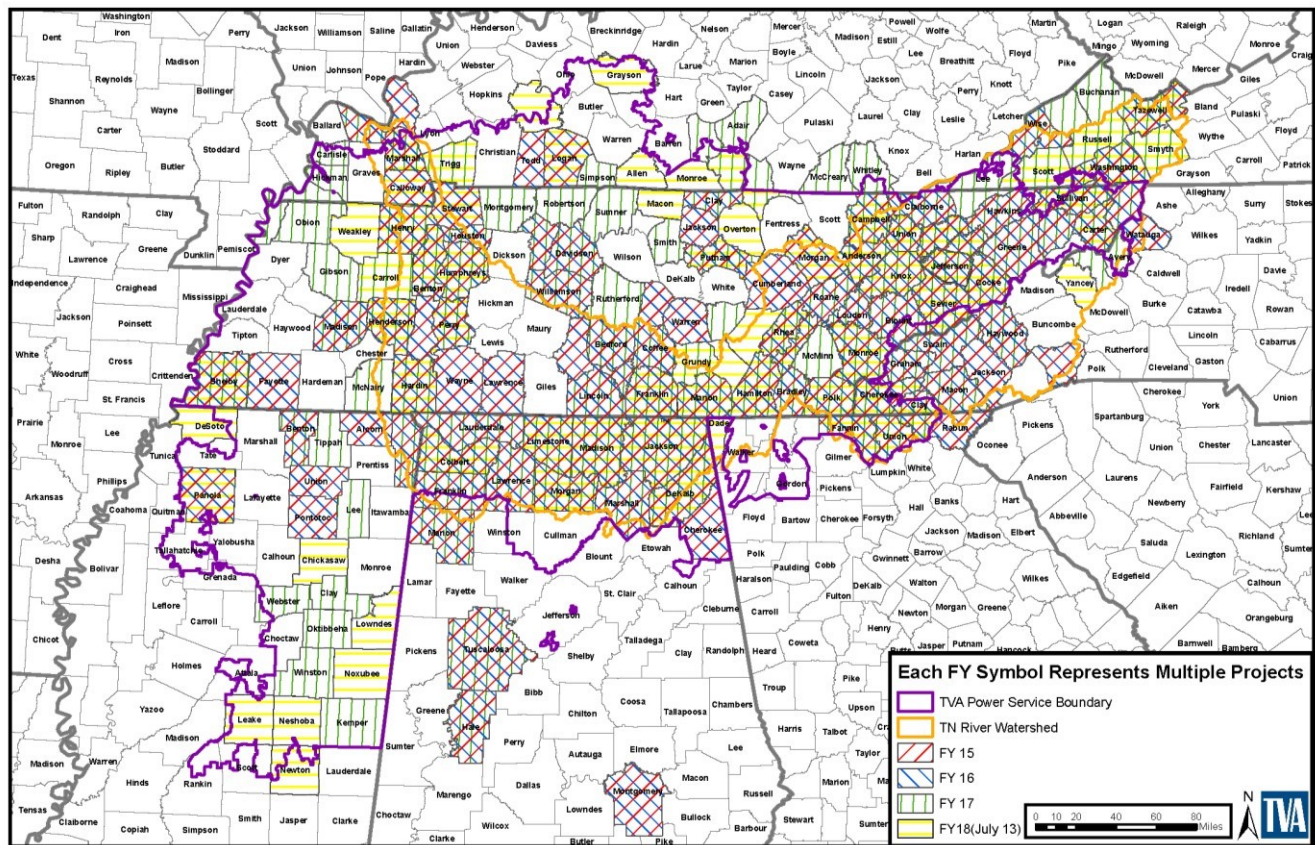 Washington
Jackson
Williamson
Saline
Gallatin
Henderson
Breckinridge
Nelson
Mercer
Madison
Powell
Wolfe
Martin
Logan
Raleigh
Dent
Iron
Perry
Union
Daviess
Hardin
Boyle
Estill
Lee
Floyd
Mingo
Wyoming
Mercer
Monroe
Texas
Reynolds
Madison
Bollinger
Union
Johnson
Pope
Hardin
Webster
Grayson
Larue
Marion
Lincoln
Jackson
Breathitt
Pike
McDowell
Giles
Craig
Shannon
Wayne
Scott
Hopkins
Butler
Hart
Green
Taylor
Casey
Perry
Knott
Buchanan
Tazewell
Bland
Pulaski
Floyd
Carter
Stoddard
Ballard
Lyon
Warren
Barren
Adair
Pulaski
Laurel
Clay
Leslie
Letcher
Wise
Russell
Wythe
Oregon
Ripley
Butler
Carlisle
Marshall
Christian
Todd
Logan
Allen
Wayne
Knox
Harlan
Smyth
Carroll
Patrick
Hickman
Graves
Trigg
Simpson
Monroe
McCreary
Whitley
Bell
Lee
Scott
Washington
Grayson
Calloway
Fulton
Randolph
Clay
Obion
Weakley
Henry
Stewart
Montgomery
Robertson
Sumner
Macon
Clay
Fentress
Scott
Campbell
Claiborne
Hawkins
Sullivan
Alleghany
Surry
Stokes
Ashe
Sharp
Greene
Pemiscot
Houston
Jackson
Overton
Union
Carter
Watauga
Wilkes
Yadkin
Lawrence
Dunklin
Dyer
Dickson
Davidson
Smith
Putnam
Morgan
Anderson
Greene
Independence
Craighead
Gibson
Carroll
Humphreys
Wilson
Knox
Jefferson
Avery
Caldwell
Davie
Mississippi
Benton
Williamson
DeKalb
Cumberland
Cocke
Madison
Yancey
Iredell
Jackson
Poinsett
Lauderdale
Hickman
Rutherford
White
Roane
Sevier
McDowell
Burke
Rowan
Tipton
Haywood
Madison
Henderson
Perry
Maury
Warren
Rhea
Loudon
Blount
Haywood
Buncombe
Catawba
White
Cross
Lewis
Bedford
Coffee
Swain
Rutherford
Lincoln
Woodruff
Crittenden
Chester
Grundy
McMinn
Monroe
Graham
Jackson
Cleveland
Gaston
Cabarrus
St. Francis
Shelby
Fayette
Hardeman
McNairy
Hardin
Wayne
Lawrence
Giles
Lincoln
Franklin
Marion
Hamilton
Bradley
Polk
Cherokee
Macon
Polk
Prairie
Monroe
Lee
DeSoto
Benton
Tippah
Alcorn
Lauderdale
Limestone
Madison
Jackson
Dade
Walker
Fannin
Union
Clay
Rabun
Oconee
Pickens
Spartanburg
Cherokee
York
Union
Marshall
Colbert
Gilmer
Union
Chester
Lancaster
Tunica
Tate
Prentiss
Lawrence
Morgan
DeKalb
Gordon
Pickens
Lumpkin
White
Anderson
Phillips
Panola
Lafayette
Union
Franklin
Marshall
Banks
Hart
Laurens
Fairfield
Kershaw
Arkansas
Coahoma
Quitman
Pontotoc
Lee
Itawamba
Marion
Winston
Cullman
Cherokee
Floyd
Bartow
Cherokee
Forsyth
Hall
Elbert
Abbeville
Newberry
Tallahatchie
Yalobusha
Etowah
Jackson
Gwinnett
Barrow
Madison
Richland
Desha
Bolivar
Calhoun
Chickasaw
Monroe
Blount
Polk
Paulding
Cobb
Saluda
Sumter
Grenada
Lamar
Walker
Calhoun
Haralson
Lexington
Leflore
Webster
Clay
Fayette
St. Clair
Cleburne
DeKalb
Walton
Wilkes
Edgefield
Calhoun
Carroll
Oktibbeha
Lowndes
Jefferson
Carroll
Fulton
Newton
Morgan
Greene
Chicot
Choctaw
Talladega
Henry
Aiken
Orangeburg
Holmes
Winston
Pickens
Tuscaloosa
Shelby
Clay
Randolph
Coweta
Heard
Butts
Jasper
Putnam
Hancock
Barnwell
Bamberg
Attala
Noxubee
Bibb
Yazoo
Greene
Coosa
Troup
Pike
Leake
Neshoba
Kemper
Hale
Chilton
Tallapoosa
Chambers
Upson
Madison
Sumter
Perry
Harris
Talbot
Autauga
Elmore
Lee
Taylor
Warren
Scott
Newton
Lauderdale
Macon
Madison
Hinds
Rankin
Marengo
Dallas
Montgomery
Russell
Marion
Lowndes
Bullock
Tensas
Claiborne
Copiah
Simpson
Smith
Jasper
Clarke
Choctaw
Clarke
Wilcox
Butler
Pike
Barbour
Stewart
Sumter
Each FY Symbol Represents Multiple Projects
TVA Power Service Boundary
TN River Watershed
FY 15
FY 16
FY 17
FY18(July 13)
N
0 10 20 40 60 80
Miles
TVA